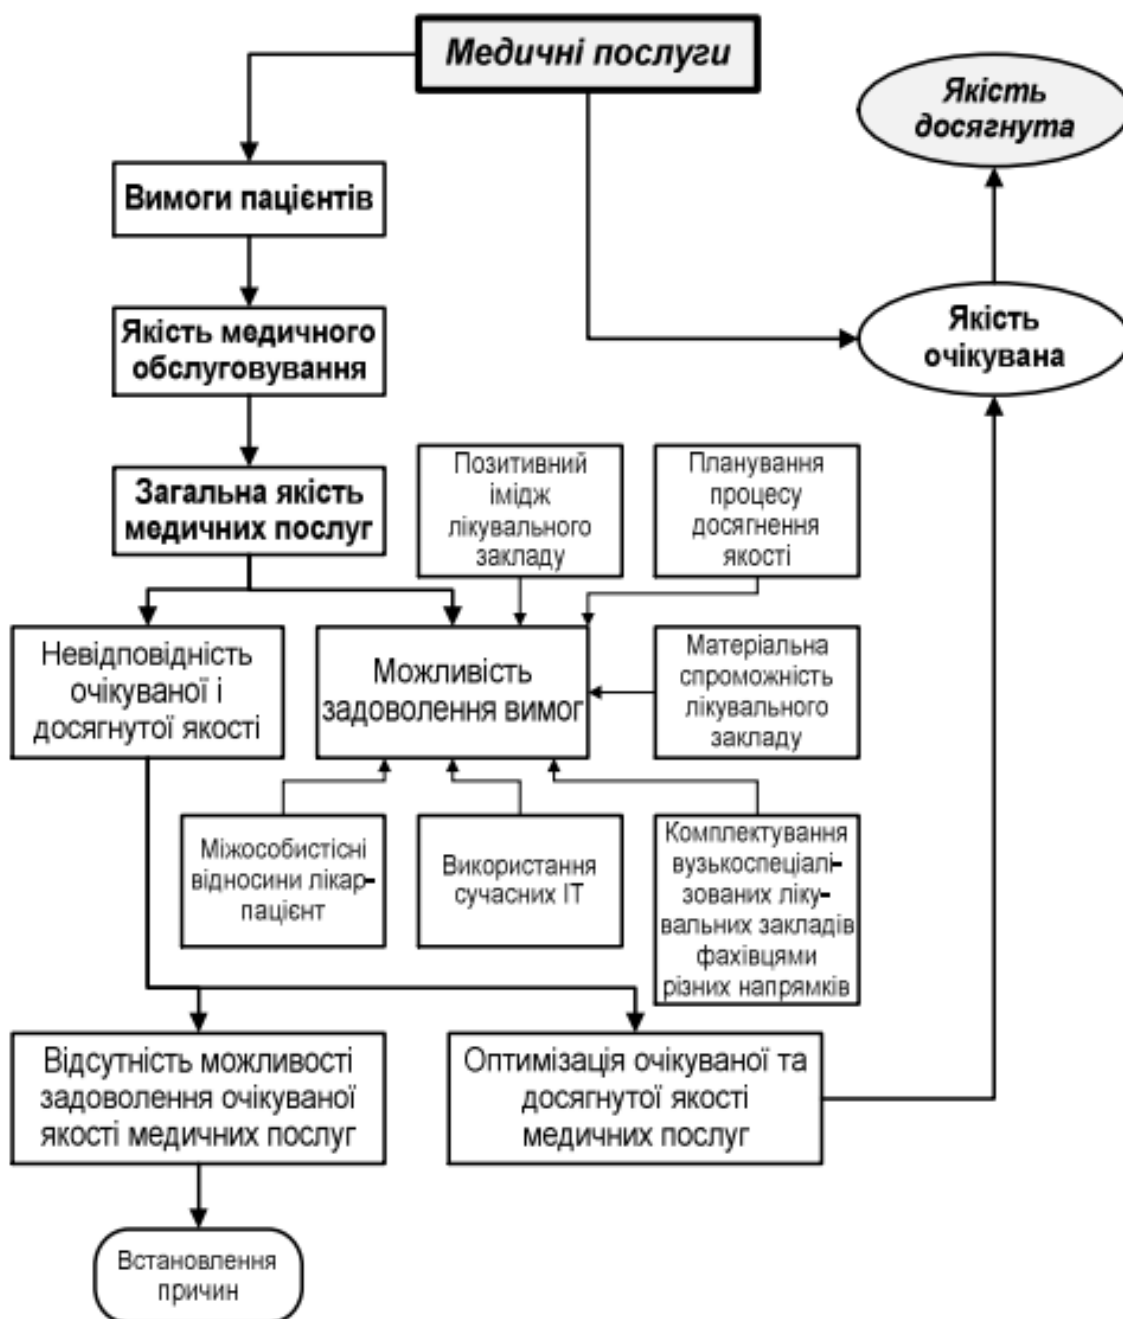 Медичні послуги
Якість
досягнута
Вимоги пацієнтів
Якість медичного
обслуговування
Якість
очікувана
Загальна якість
медичних послуг
Позитивний
імідж
лікувального
закладу
Планування
процесу
досягнення
якості
Невідповідність
очікуваної і
досягнутої якості
Можливість
задоволення вимог
Матеріальна
спроможність
лікувального
закладу
Міжособистісні
відносини лікар-
пацієнт
Використання
сучасних ІТ
Комплектування
вузькоспеціалі-
зованих ліку-
вальних закладів
фахівцями
різних напрямків
Відсутність можливості
задоволення очікуваної
якості медичних послуг
Оптимізація очікуваної та
досягнутої якості
медичних послуг
Встановлення
причин